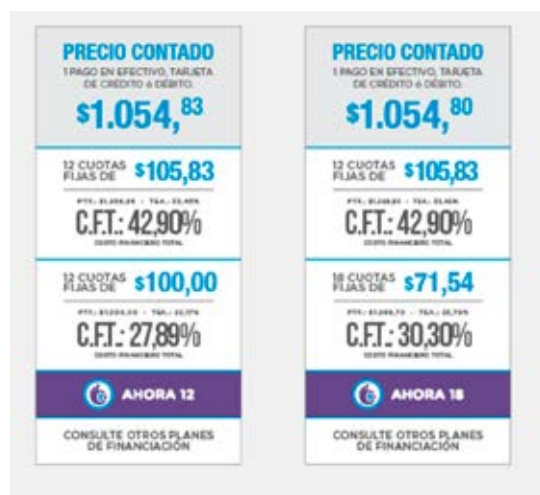 PRECIO CONTADO
1 PAGO EN EFECTIVO, TARJETA
DE CRÉDITO ó DÉBITO.
$1.054,83
12 CUOTAS
FIJAS DE $105,83
C.F.T.: 42,90%
COSTO FINANCIERO TOTAL
12 CUOTAS
FIJAS DE $100,00
C.F.T.: 27,89%
COSTO FINANCIERO TOTAL
AHORA 12
CONSULTE OTROS PLANES
DE FINANCIACIÓN
PRECIO CONTADO
1 PAGO EN EFECTIVO, TARJETA
DE CRÉDITO ó DÉBITO.
$1.054,80
12 CUOTAS
FIJAS DE $105,83
C.F.T.: 42,90%
COSTO FINANCIERO TOTAL
18 CUOTAS
FIJAS DE $71,54
C.F.T.: 30,30%
COSTO FINANCIERO TOTAL
AHORA 18
CONSULTE OTROS PLANES
DE FINANCIACIÓN